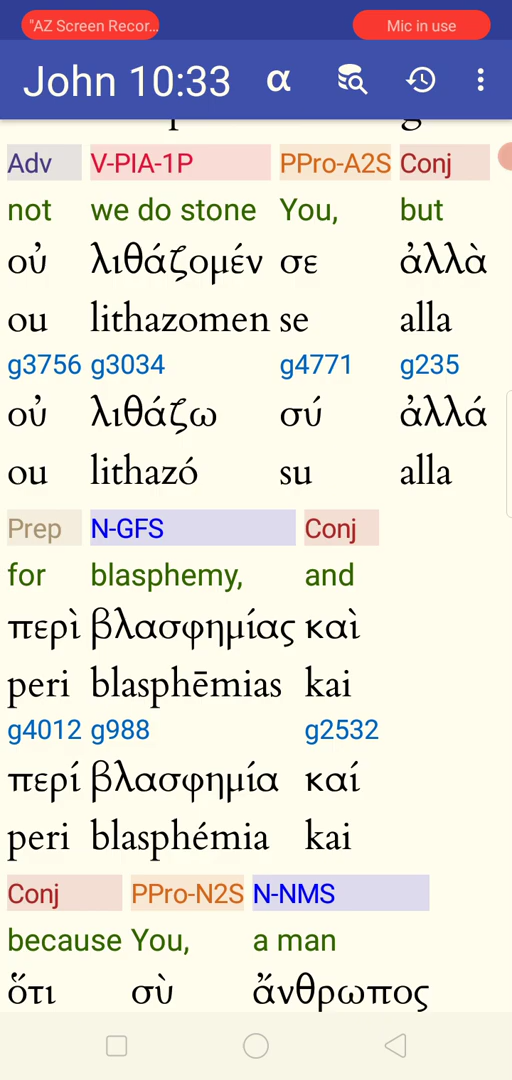 "AZ Screen Recor... Mic in use
John 10:33 α
Adv V-PIA-1P PPro-A2S Conj
not we do stone You, but
οὐ λιθάζομέν σε ἀλλὰ
ou lithazomen se alla
g3756 g3034 g4771 g235
οὐ λιθάζω σύ ἀλλά
ou lithazó su alla
Prep N-GFS Conj
for blasphemy, and
περὶ βλασφημίας καὶ
peri blasphēmias kai
g4012 g988 g2532
περί βλασφημία καί
peri blasphémia kai
Conj PPro-N2S N-NMS
because You, a man
ὅτι σὺ ἄνθρωπος